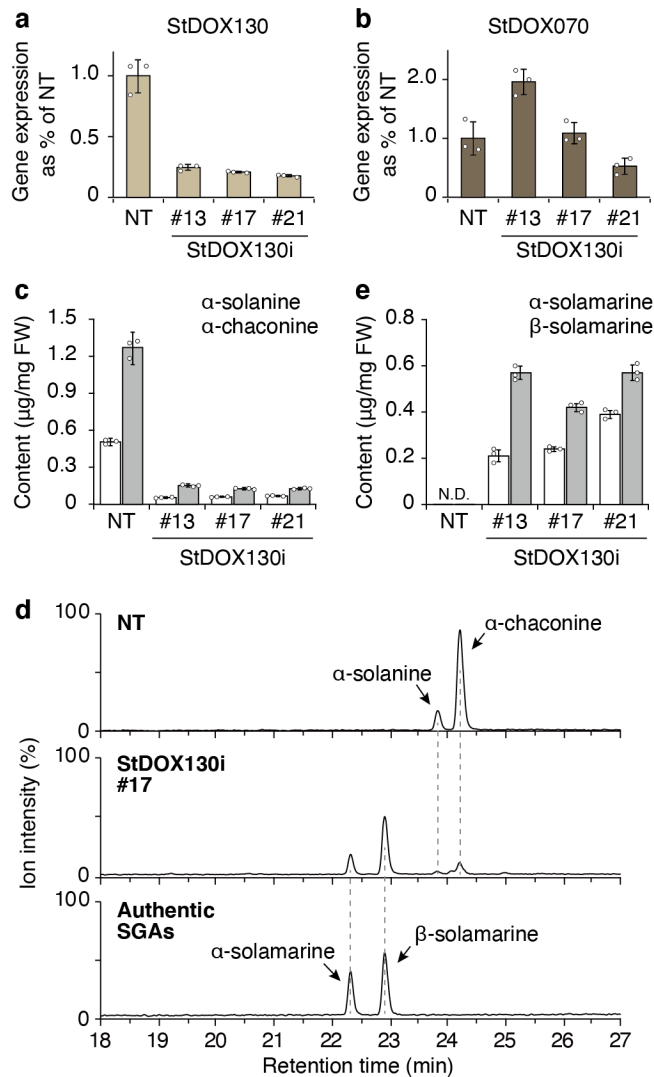 a
StDOX130
Gene expression
as % of NT
1.0
0.5
0
NT #13 #17 #21
StDOX130i
b
StDOX070
Gene expression
as % of NT
2.0
1.0
0
NT #13 #17 #21
StDOX130i
c
α-solanine
α-chaconine
Content (µg/mg FW)
1.5
1.2
0.9
0.6
0.3
0
NT #13 #17 #21
StDOX130i
e
α-solamarine
β-solamarine
Content (µg/mg FW)
0.8
0.6
0.4
0.2
0
N.D.
NT #13 #17 #21
StDOX130i
d
Ion intensity (%)
100
50
0
NT
α-solanine
α-chaconine
100
50
0
StDOX130i
#17
100
50
0
Authentic
SGAs
α-solamarine
β-solamarine
18 19 20 21 22 23 24 25 26 27
Retention time (min)